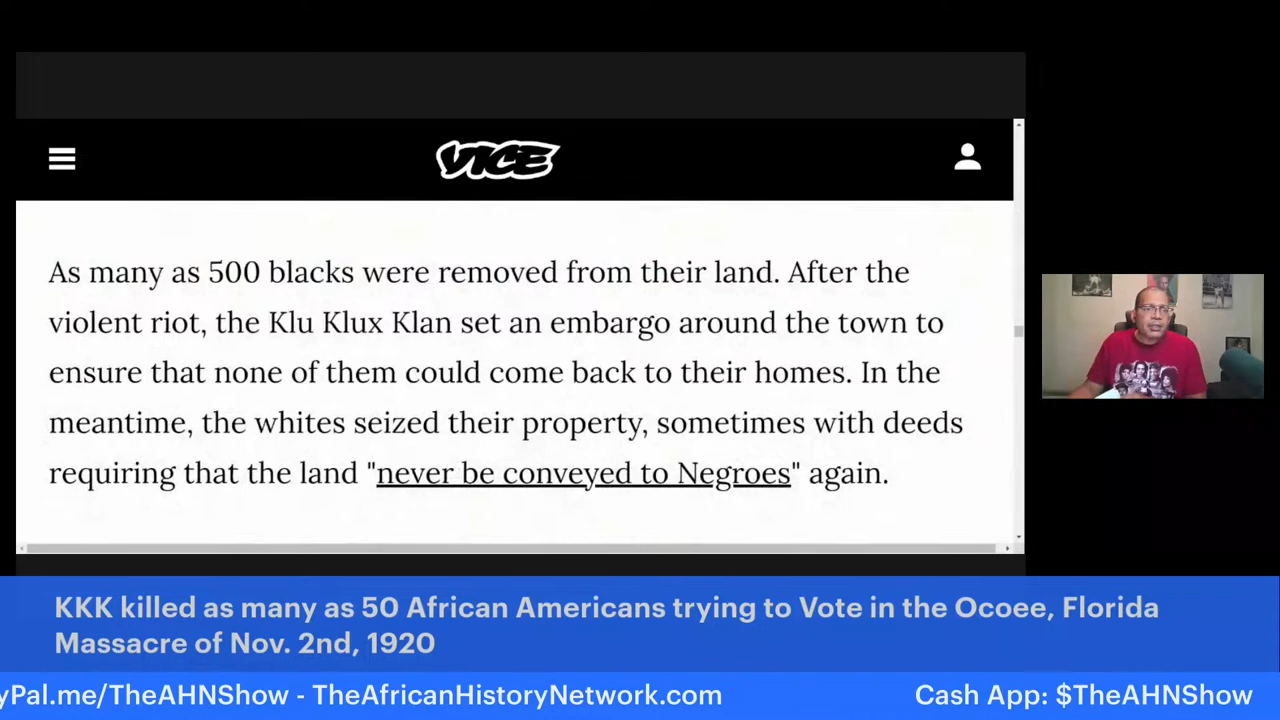 VICE
As many as 500 blacks were removed from their land. After the
violent riot, the Klu Klux Klan set an embargo around the town to
ensure that none of them could come back to their homes. In the
meantime, the whites seized their property, sometimes with deeds
requiring that the land "never be conveyed to Negroes" again.
KKK killed as many as 50 African Americans trying to Vote in the Ocoee, Florida
Massacre of Nov. 2nd, 1920
yPal.me/TheAHNShow - TheAfricanHistoryNetwork.com Cash App: $TheAHNShow